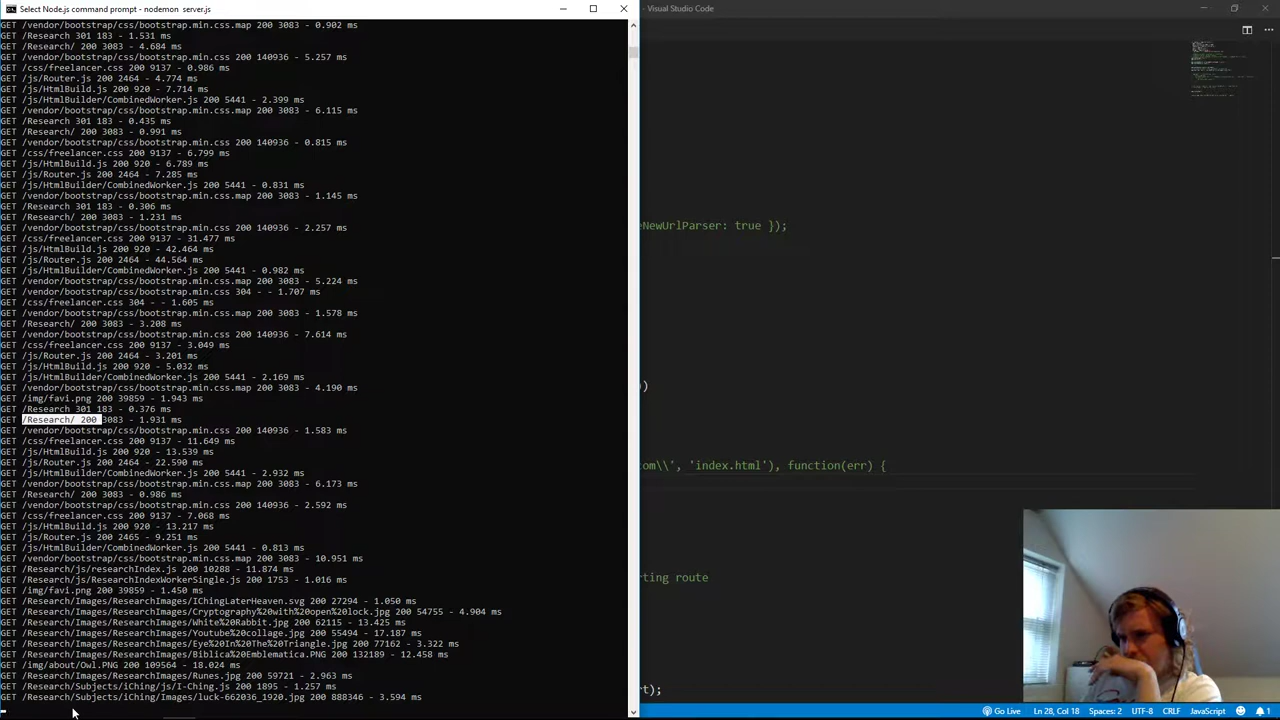 Select Node.js command prompt - nodemon server.js
GET /vendor/bootstrap/css/bootstrap.min.css.map 200 3083 - 0.902 ms
GET /Research 301 183 - 1.531 ms
GET /Research/ 200 3083 - 4.684 ms
GET /vendor/bootstrap/css/bootstrap.min.css 200 140936 - 5.257 ms
GET /css/freelancer.css 200 9137 - 0.986 ms
GET /js/Router.js 200 2464 - 4.774 ms
GET /js/HtmlBuild.js 200 920 - 7.714 ms
GET /js/HtmlBuilder/CombinedWorker.js 200 5441 - 2.399 ms
GET /vendor/bootstrap/css/bootstrap.min.css.map 200 3083 - 6.115 ms
GET /Research 301 183 - 0.435 ms
GET /Research/ 200 3083 - 0.991 ms
GET /vendor/bootstrap/css/bootstrap.min.css 200 140936 - 0.815 ms
GET /css/freelancer.css 200 9137 - 6.799 ms
GET /js/HtmlBuild.js 200 920 - 6.789 ms
GET /js/Router.js 200 2464 - 7.285 ms
GET /js/HtmlBuilder/CombinedWorker.js 200 5441 - 0.831 ms
GET /vendor/bootstrap/css/bootstrap.min.css.map 200 3083 - 1.145 ms
GET /Research 301 183 - 0.306 ms
GET /Research/ 200 3083 - 1.231 ms
GET /vendor/bootstrap/css/bootstrap.min.css 200 140936 - 2.257 ms
GET /css/freelancer.css 200 9137 - 31.477 ms
GET /js/HtmlBuild.js 200 920 - 42.464 ms
GET /js/Router.js 200 2464 - 44.564 ms
GET /js/HtmlBuilder/CombinedWorker.js 200 5441 - 0.982 ms
GET /vendor/bootstrap/css/bootstrap.min.css.map 200 3083 - 5.224 ms
GET /vendor/bootstrap/css/bootstrap.min.css 304 - - 1.707 ms
GET /css/freelancer.css 304 - - 1.605 ms
GET /vendor/bootstrap/css/bootstrap.min.css.map 200 3083 - 1.578 ms
GET /Research/ 200 3083 - 3.208 ms
GET /vendor/bootstrap/css/bootstrap.min.css 200 140936 - 7.614 ms
GET /css/freelancer.css 200 9137 - 3.049 ms
GET /js/Router.js 200 2464 - 3.201 ms
GET /js/HtmlBuild.js 200 920 - 5.032 ms
GET /js/HtmlBuilder/CombinedWorker.js 200 5441 - 2.169 ms
GET /vendor/bootstrap/css/bootstrap.min.css.map 200 3083 - 4.190 ms
GET /img/favi.png 200 39859 - 1.943 ms
GET /Research 301 183 - 0.376 ms
GET /Research/ 200 3083 - 1.931 ms
GET /vendor/bootstrap/css/bootstrap.min.css 200 140936 - 1.583 ms
GET /css/freelancer.css 200 9137 - 11.649 ms
GET /js/HtmlBuild.js 200 920 - 13.539 ms
GET /js/Router.js 200 2464 - 22.590 ms
GET /js/HtmlBuilder/CombinedWorker.js 200 5441 - 2.932 ms
GET /vendor/bootstrap/css/bootstrap.min.css.map 200 3083 - 6.173 ms
GET /Research/ 200 3083 - 0.986 ms
GET /vendor/bootstrap/css/bootstrap.min.css 200 140936 - 2.592 ms
GET /css/freelancer.css 200 9137 - 7.068 ms
GET /js/HtmlBuild.js 200 920 - 13.217 ms
GET /js/Router.js 200 2465 - 9.251 ms
GET /js/HtmlBuilder/CombinedWorker.js 200 5441 - 0.813 ms
GET /vendor/bootstrap/css/bootstrap.min.css.map 200 3083 - 10.951 ms
GET /Research/js/researchIndex.js 200 10288 - 11.874 ms
GET /Research/js/ResearchIndexWorkerSingle.js 200 1753 - 1.016 ms
GET /img/favi.png 200 39859 - 1.450 ms
GET /Research/Images/ResearchImages/IChingLaterHeaven.svg 200 27294 - 1.050 ms
GET /Research/Images/ResearchImages/Cryptography%20with%20open%20lock.jpg 200 54755 - 4.904 ms
GET /Research/Images/ResearchImages/White%20Rabbit.jpg 200 62115 - 13.425 ms
GET /Research/Images/ResearchImages/Youtube%20collage.jpg 200 55494 - 17.187 ms
GET /Research/Images/ResearchImages/Eye%20In%20The%20Triangle.jpg 200 77162 - 3.322 ms
GET /Research/Images/ResearchImages/Biblica%20Emblematica.PNG 200 132189 - 12.458 ms
GET /img/about/Owl.PNG 200 109564 - 18.024 ms
GET /Research/Images/ResearchImages/Runes.jpg 200 59721 - 2.963 ms
GET /Research/Subjects/iChing/js/I-Ching.js 200 1895 - 1.257 ms
GET /Research/Subjects/iChing/Images/luck-662036_1920.jpg 200 888346 - 3.594 ms
Visual Studio Code
eNewUrlParser: true });
)
om\\', 'index.html'), function(err) {
rting route
t);
Go Live Ln 28, Col 18 Spaces: 2 UTF-8 CRLF JavaScript 1